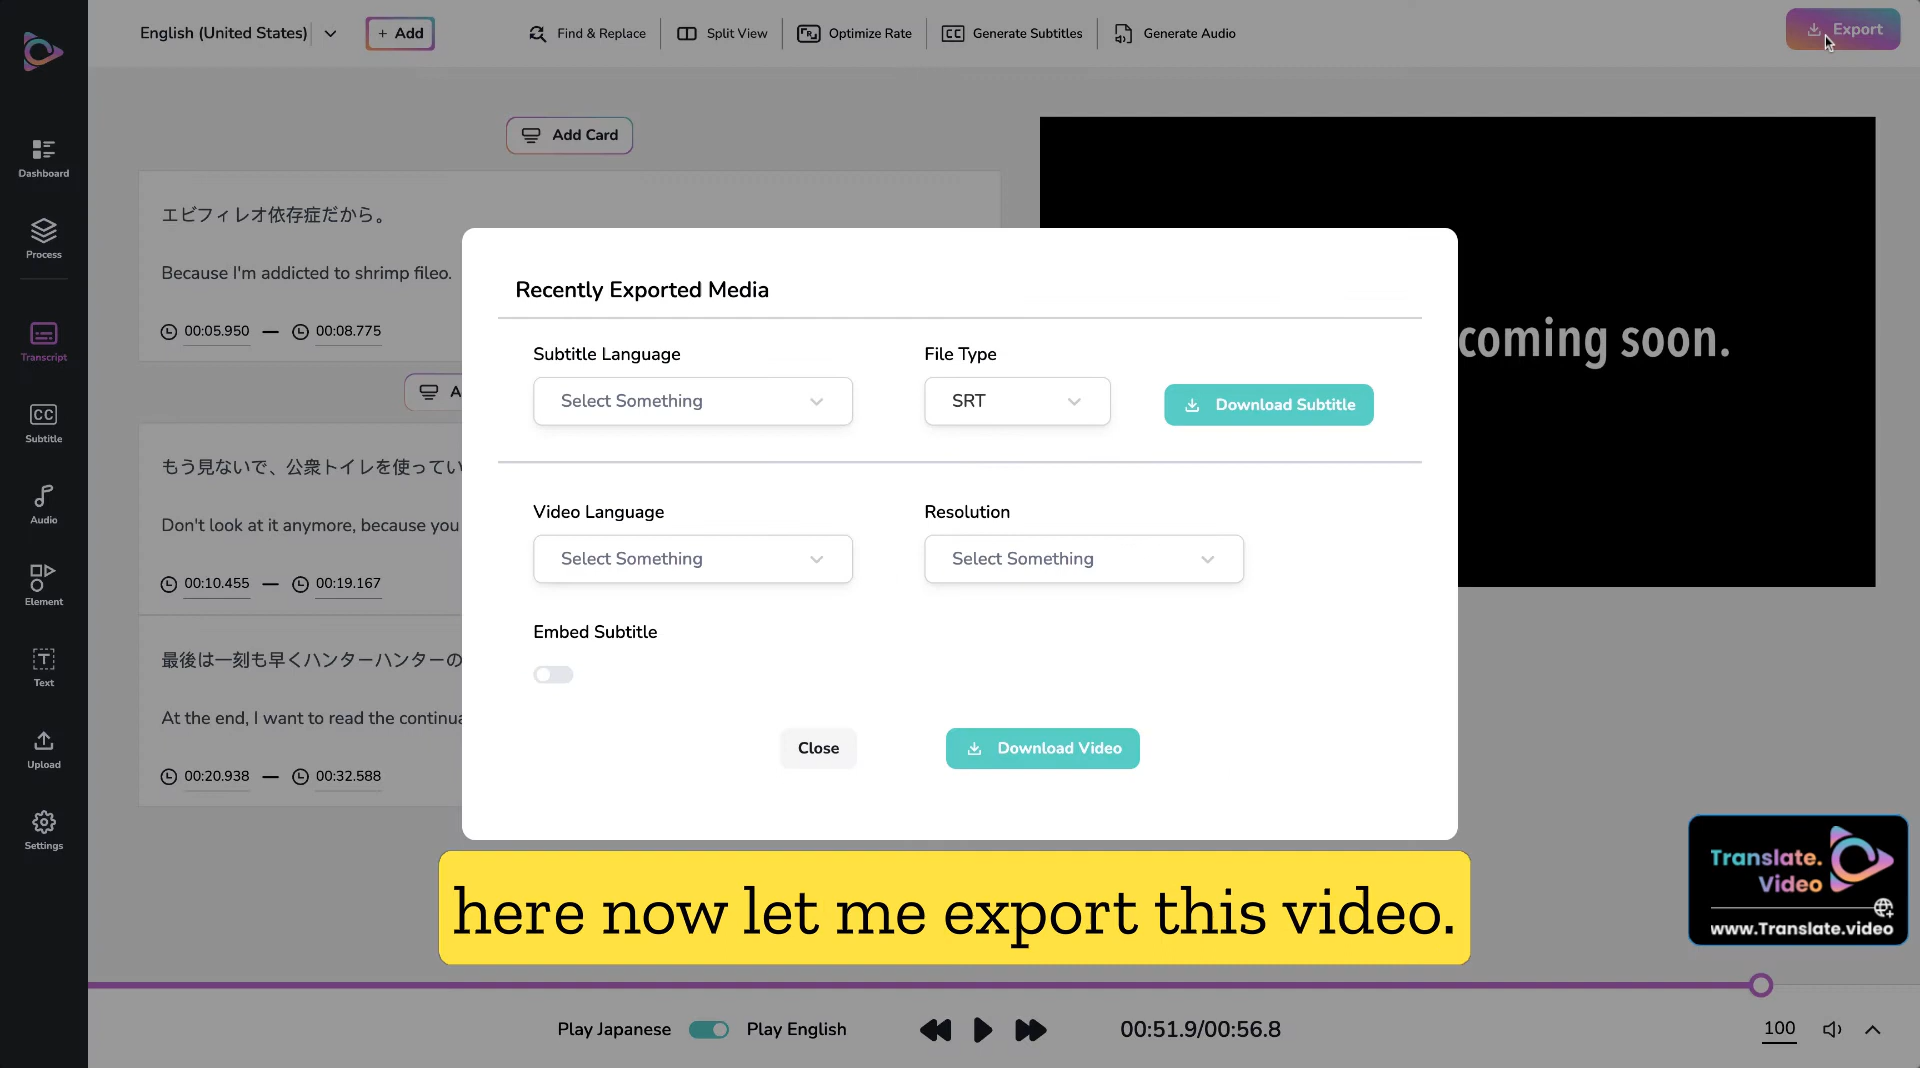 English (United States)
+ Add
Find & Replace
Split View
Optimize Rate
Generate Subtitles
Generate Audio
Export
Dashboard
Process
Transcript
Subtitle
Audio
Element
Text
Upload
Settings
Add Card
エビフィレオ依存症だから。
Because I'm addicted to shrimp fileo.
00:05.950 — 00:08.775
A
もう見ないで、公衆トイレを使ってい
Don't look at it anymore, because you
00:10.455 — 00:19.167
最後は一刻も早くハンターハンターの
At the end, I want to read the continua
00:20.938 — 00:32.588
coming soon.
Recently Exported Media
Subtitle Language
File Type
Select Something
SRT
Download Subtitle
Video Language
Resolution
Select Something
Select Something
Embed Subtitle
Close
Download Video
here now let me export this video.
Translate.
Video
www.Translate.video
Play Japanese
Play English
00:51.9/00:56.8
100